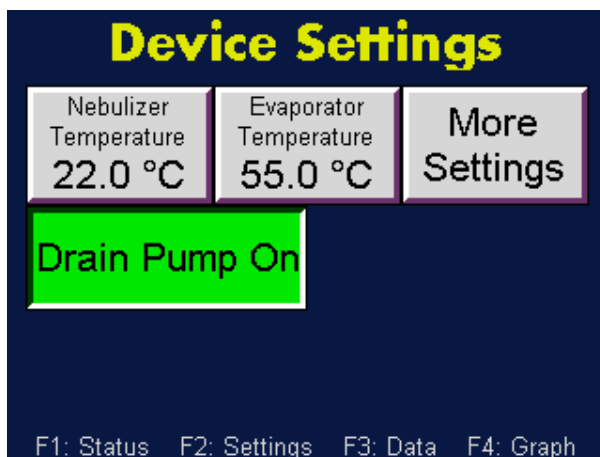 Device Settings
Nebulizer
Temperature
22.0 °C
Evaporator
Temperature
55.0 °C
More
Settings
Drain Pump On
F1: Status F2: Settings F3: Data F4: Graph